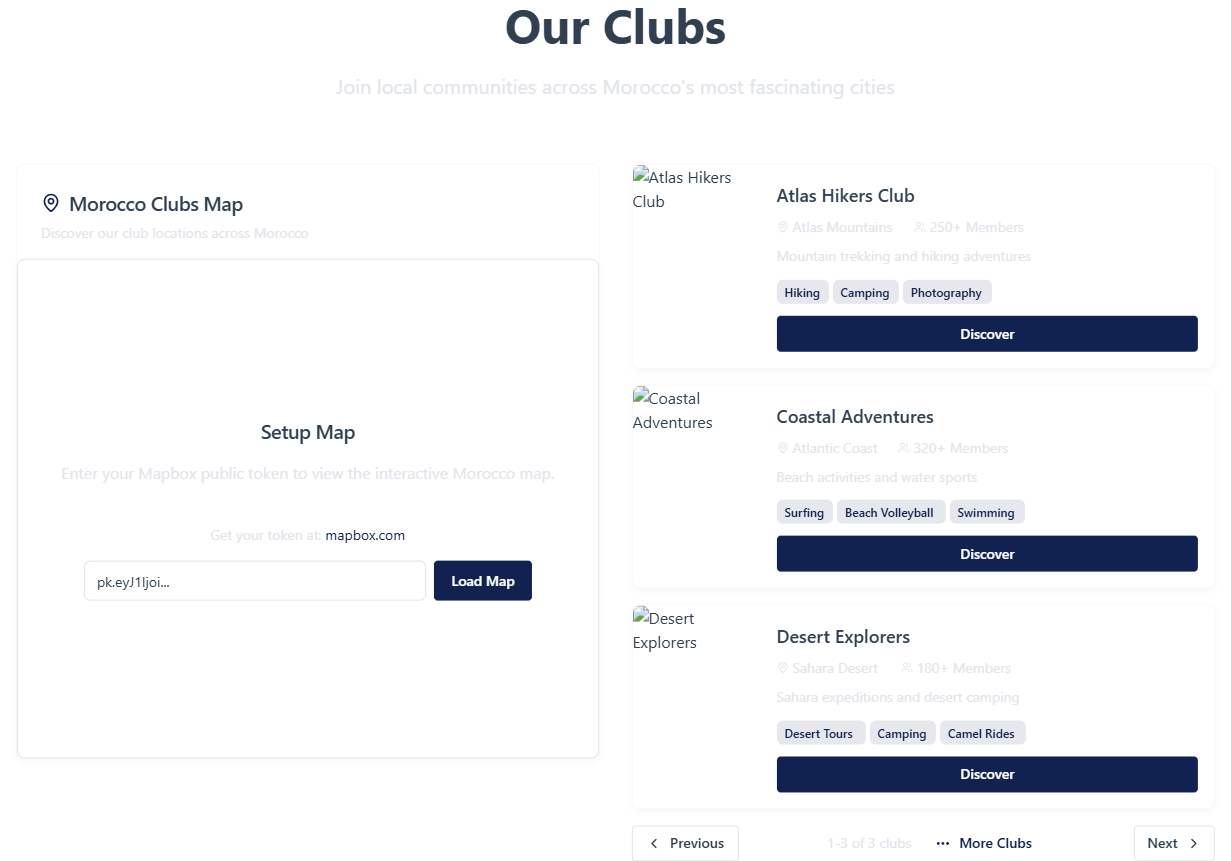 Our Clubs
Join local communities across Morocco's most fascinating cities
Morocco Clubs Map
Discover our club locations across Morocco
Setup Map
Enter your Mapbox public token to view the interactive Morocco map.
Get your token at: mapbox.com
pk.eyJ1Ijoi...
Load Map
Atlas Hikers
Club
Atlas Hikers Club
Atlas Mountains 250+ Members
Mountain trekking and hiking adventures
Hiking Camping Photography
Discover
Coastal
Adventures
Coastal Adventures
Atlantic Coast 320+ Members
Beach activities and water sports
Surfing Beach Volleyball Swimming
Discover
Desert
Explorers
Desert Explorers
Sahara Desert 180+ Members
Sahara expeditions and desert camping
Desert Tours Camping Camel Rides
Discover
Previous 1-3 of 3 clubs ••• More Clubs Next